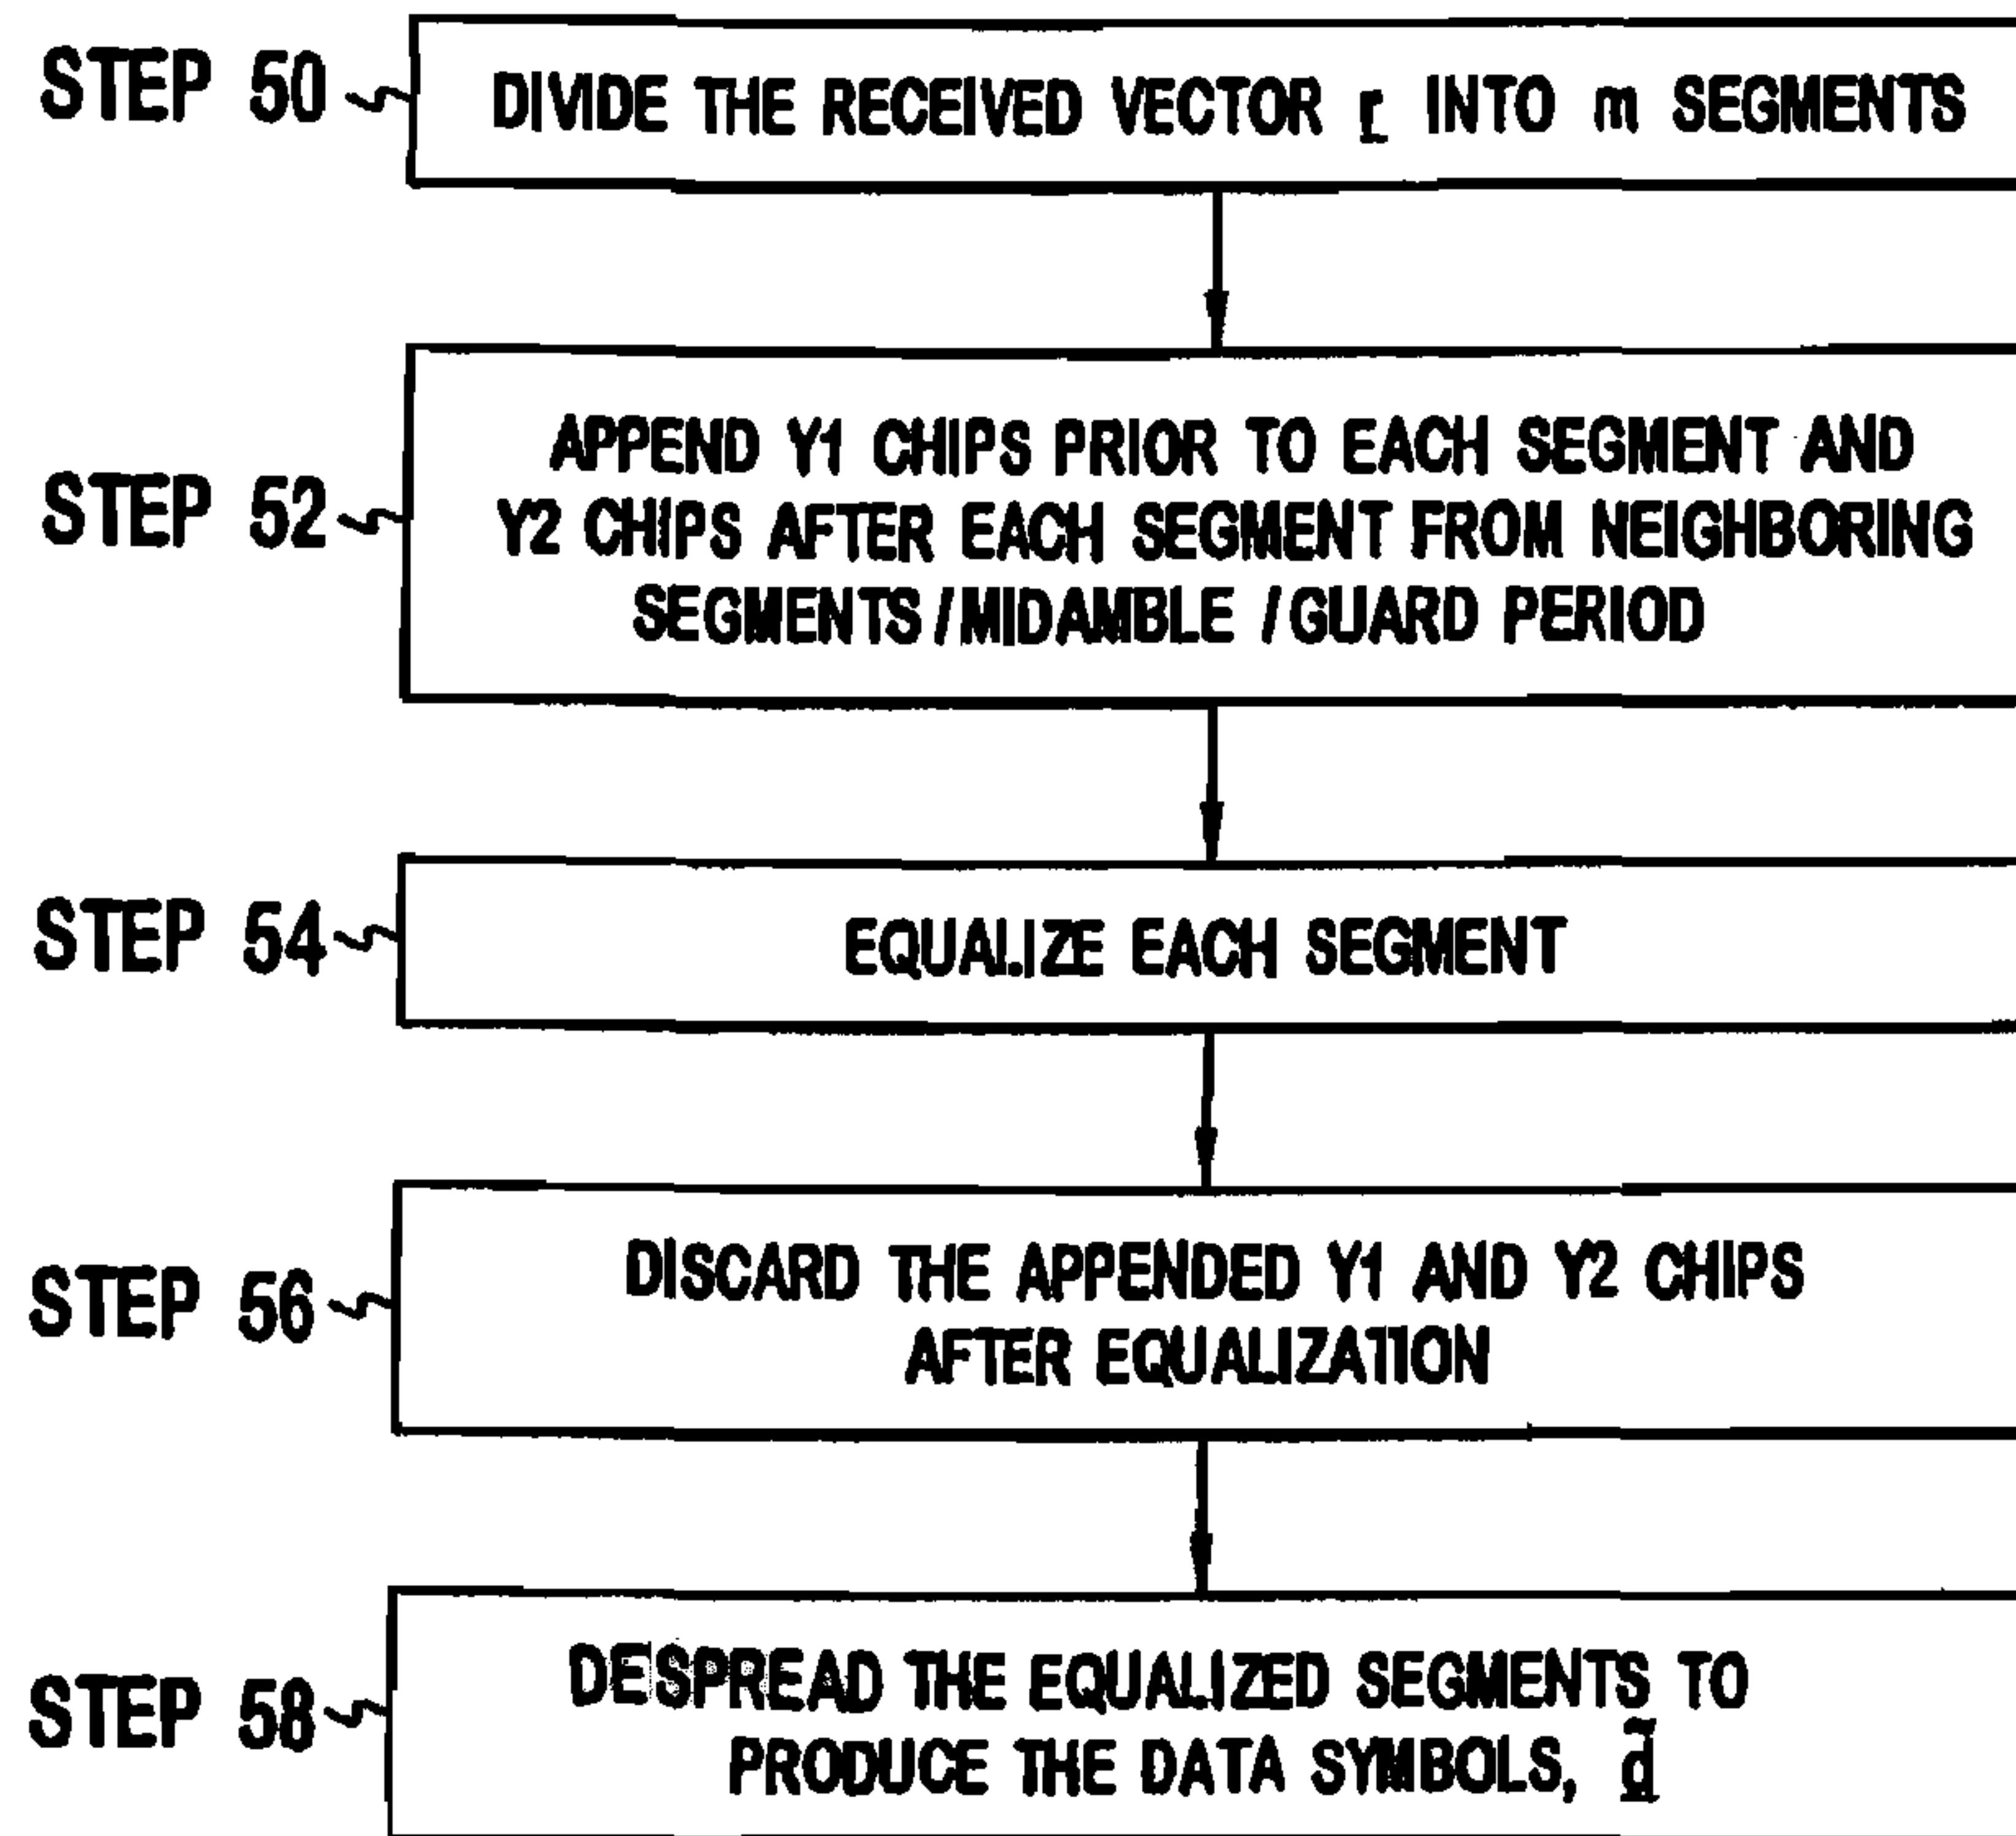 STEP 50
DIVIDE THE RECEIVED VECTOR r INTO m SEGMENTS
STEP 52
APPEND Y1 CHIPS PRIOR TO EACH SEGMENT AND
Y2 CHIPS AFTER EACH SEGMENT FROM NEIGHBORING
SEGMENTS/MIDAMBLE/GUARD PERIOD
STEP 54
EQUALIZE EACH SEGMENT
STEP 56
DISCARD THE APPENDED Y1 AND Y2 CHIPS
AFTER EQUALIZATION
STEP 58
DESPREAD THE EQUALIZED SEGMENTS TO
PRODUCE THE DATA SYMBOLS, d̲̃